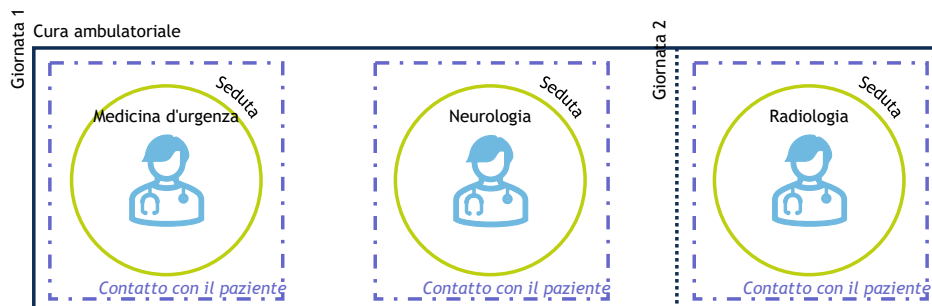 Giornata 1
Cura ambulatoriale
Giornata 2
Seduta
Medicina d'urgenza
Contatto con il paziente
Seduta
Neurologia
Contatto con il paziente
Seduta
Radiologia
Contatto con il paziente